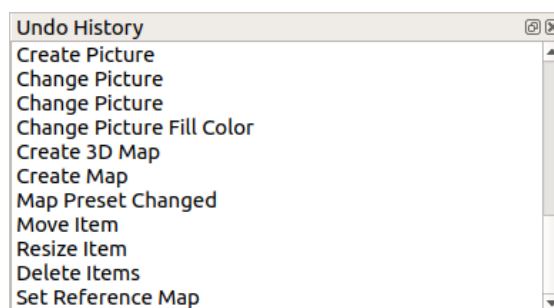 Undo History
Create Picture
Change Picture
Change Picture
Change Picture Fill Color
Create 3D Map
Create Map
Map Preset Changed
Move Item
Resize Item
Delete Items
Set Reference Map